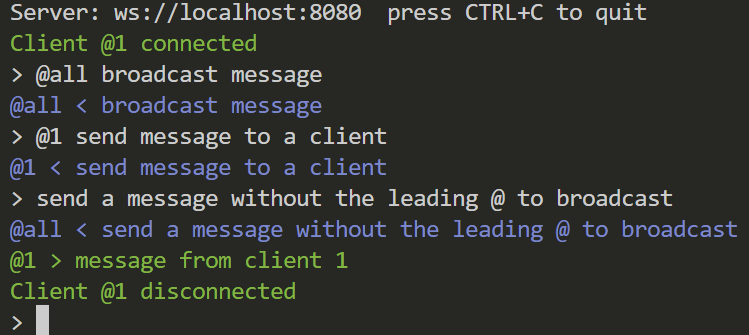 Server: ws://localhost:8080  press CTRL+C to quit
Client @1 connected
> @all broadcast message
@all < broadcast message
> @1 send message to a client
@1 < send message to a client
> send a message without the leading @ to broadcast
@all < send a message without the leading @ to broadcast
@1 > message from client 1
Client @1 disconnected
>